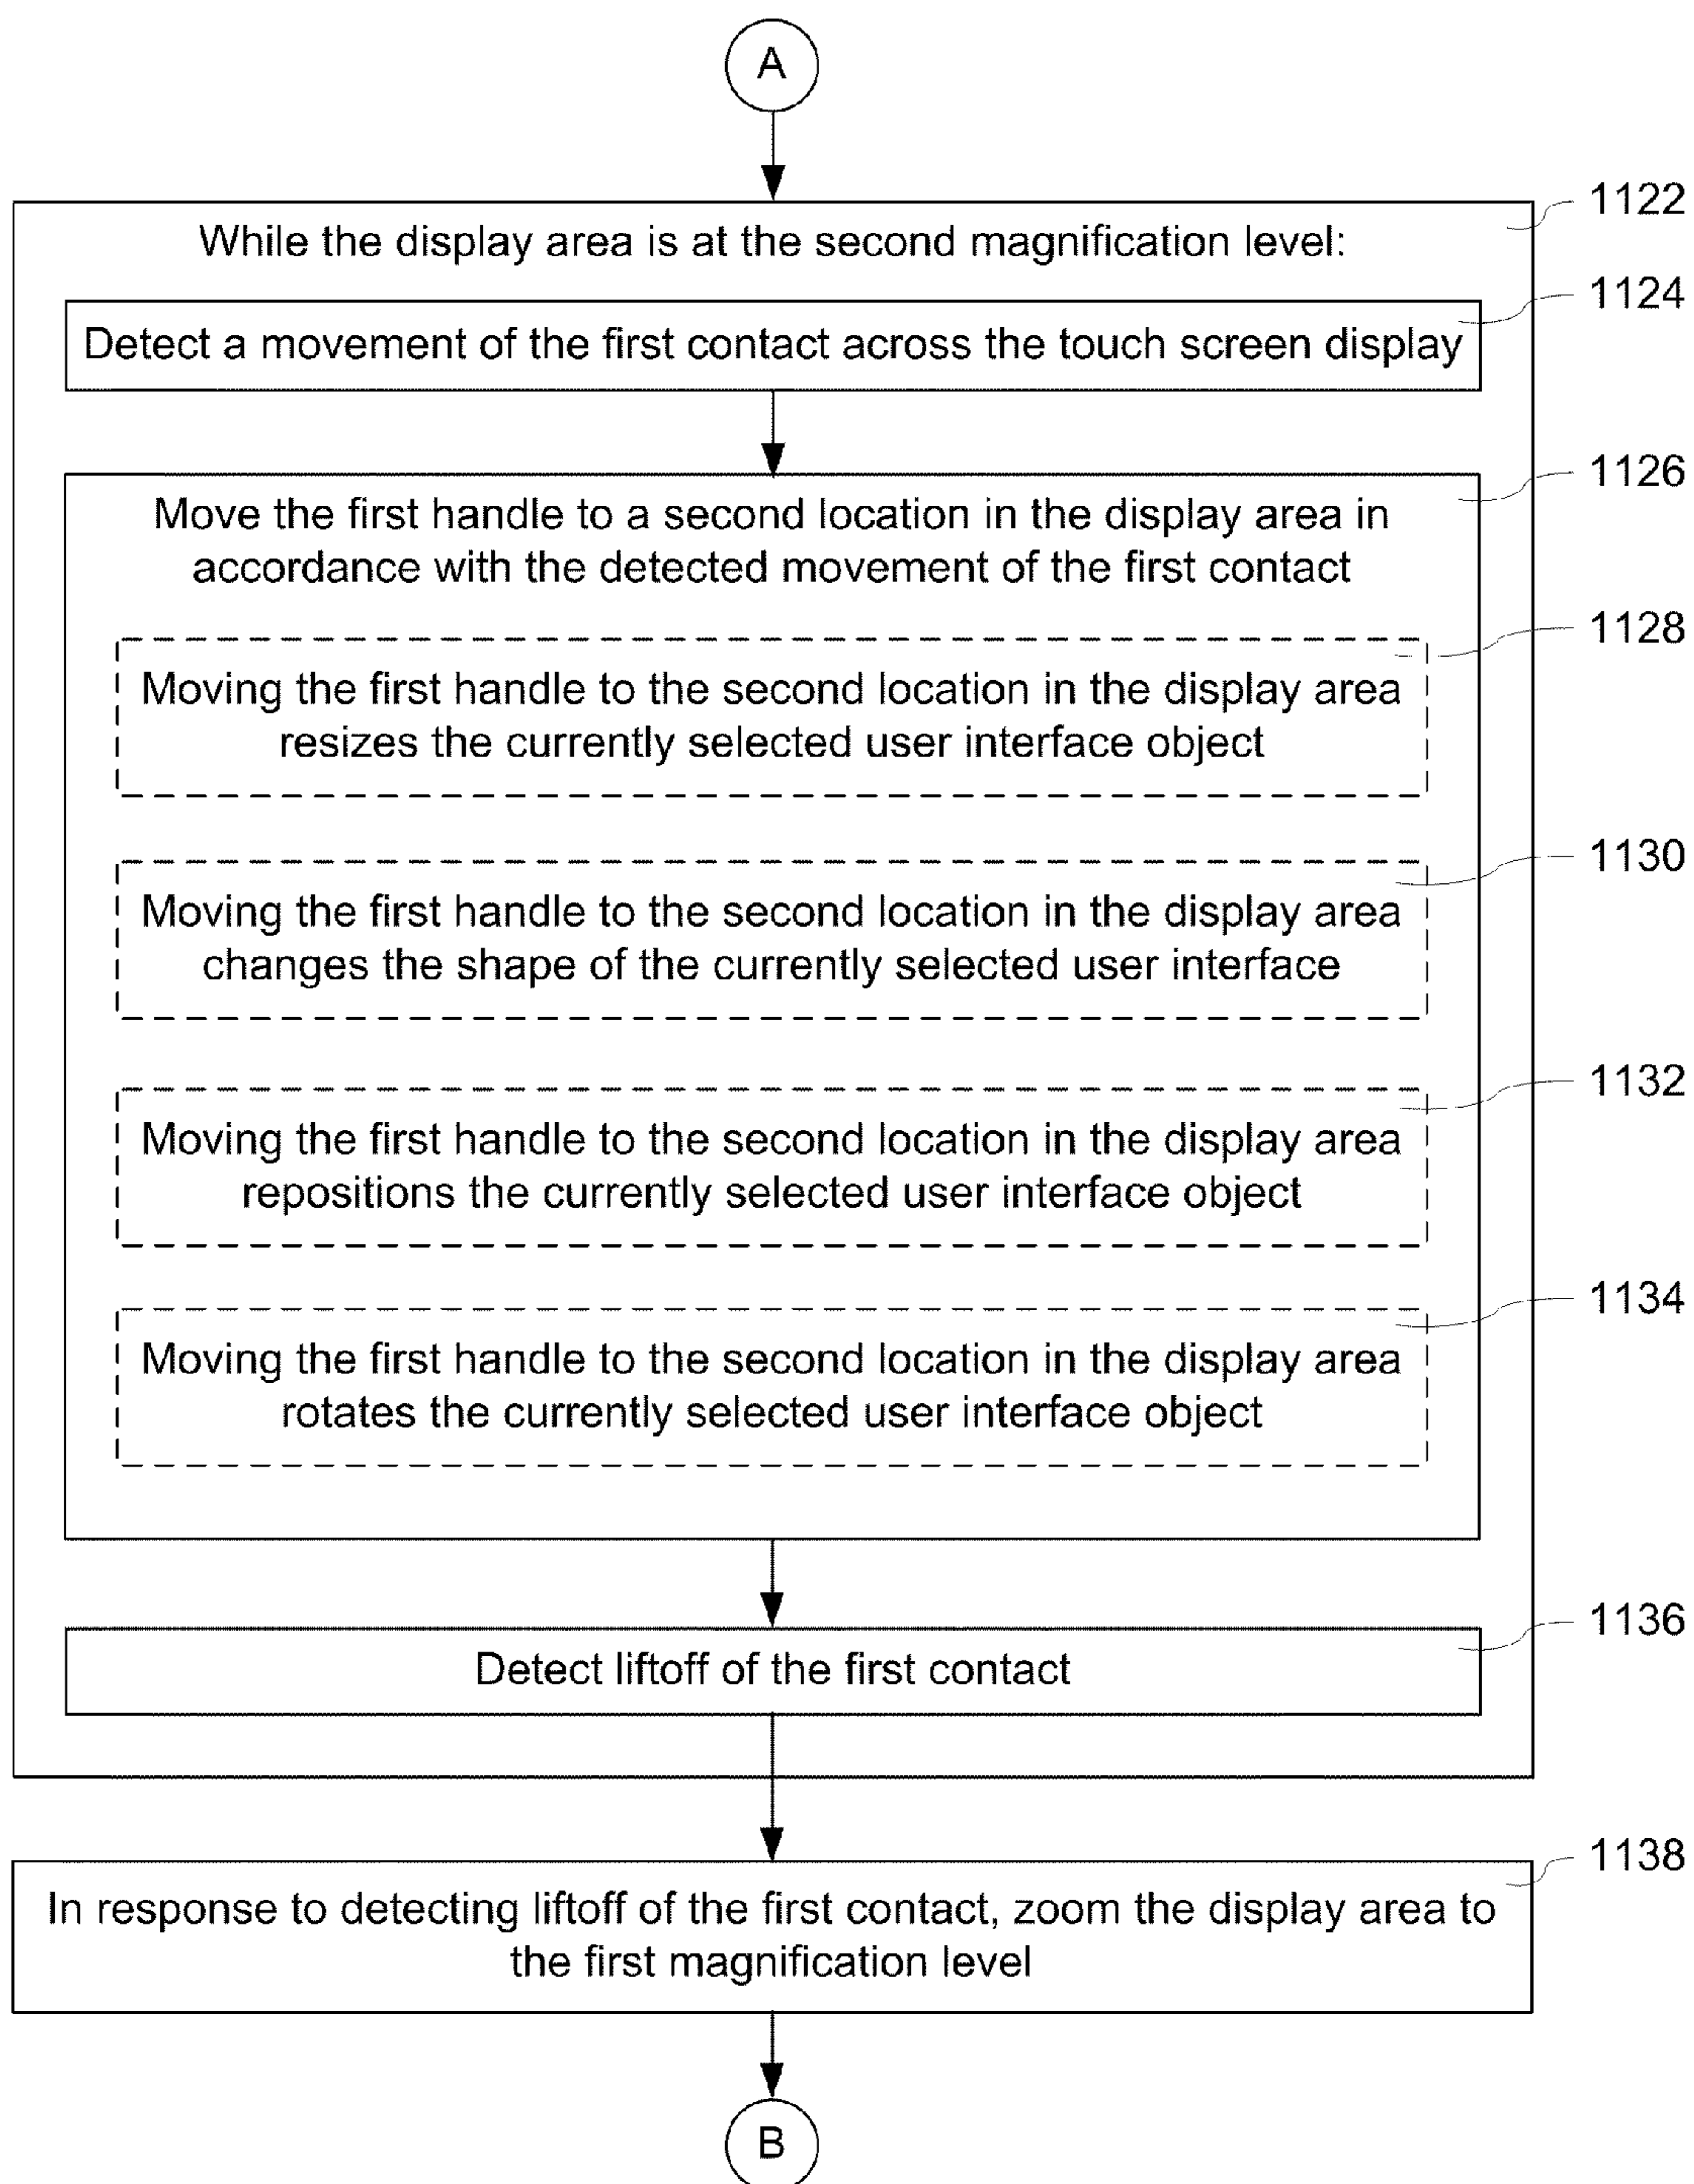 A
1122
While the display area is at the second magnification level:
1124
Detect a movement of the first contact across the touch screen display
1126
Move the first handle to a second location in the display area in
accordance with the detected movement of the first contact
1128
Moving the first handle to the second location in the display area
resizes the currently selected user interface object
1130
Moving the first handle to the second location in the display area
changes the shape of the currently selected user interface
1132
Moving the first handle to the second location in the display area
repositions the currently selected user interface object
1134
Moving the first handle to the second location in the display area
rotates the currently selected user interface object
1136
Detect liftoff of the first contact
1138
In response to detecting liftoff of the first contact, zoom the display area to
the first magnification level
B